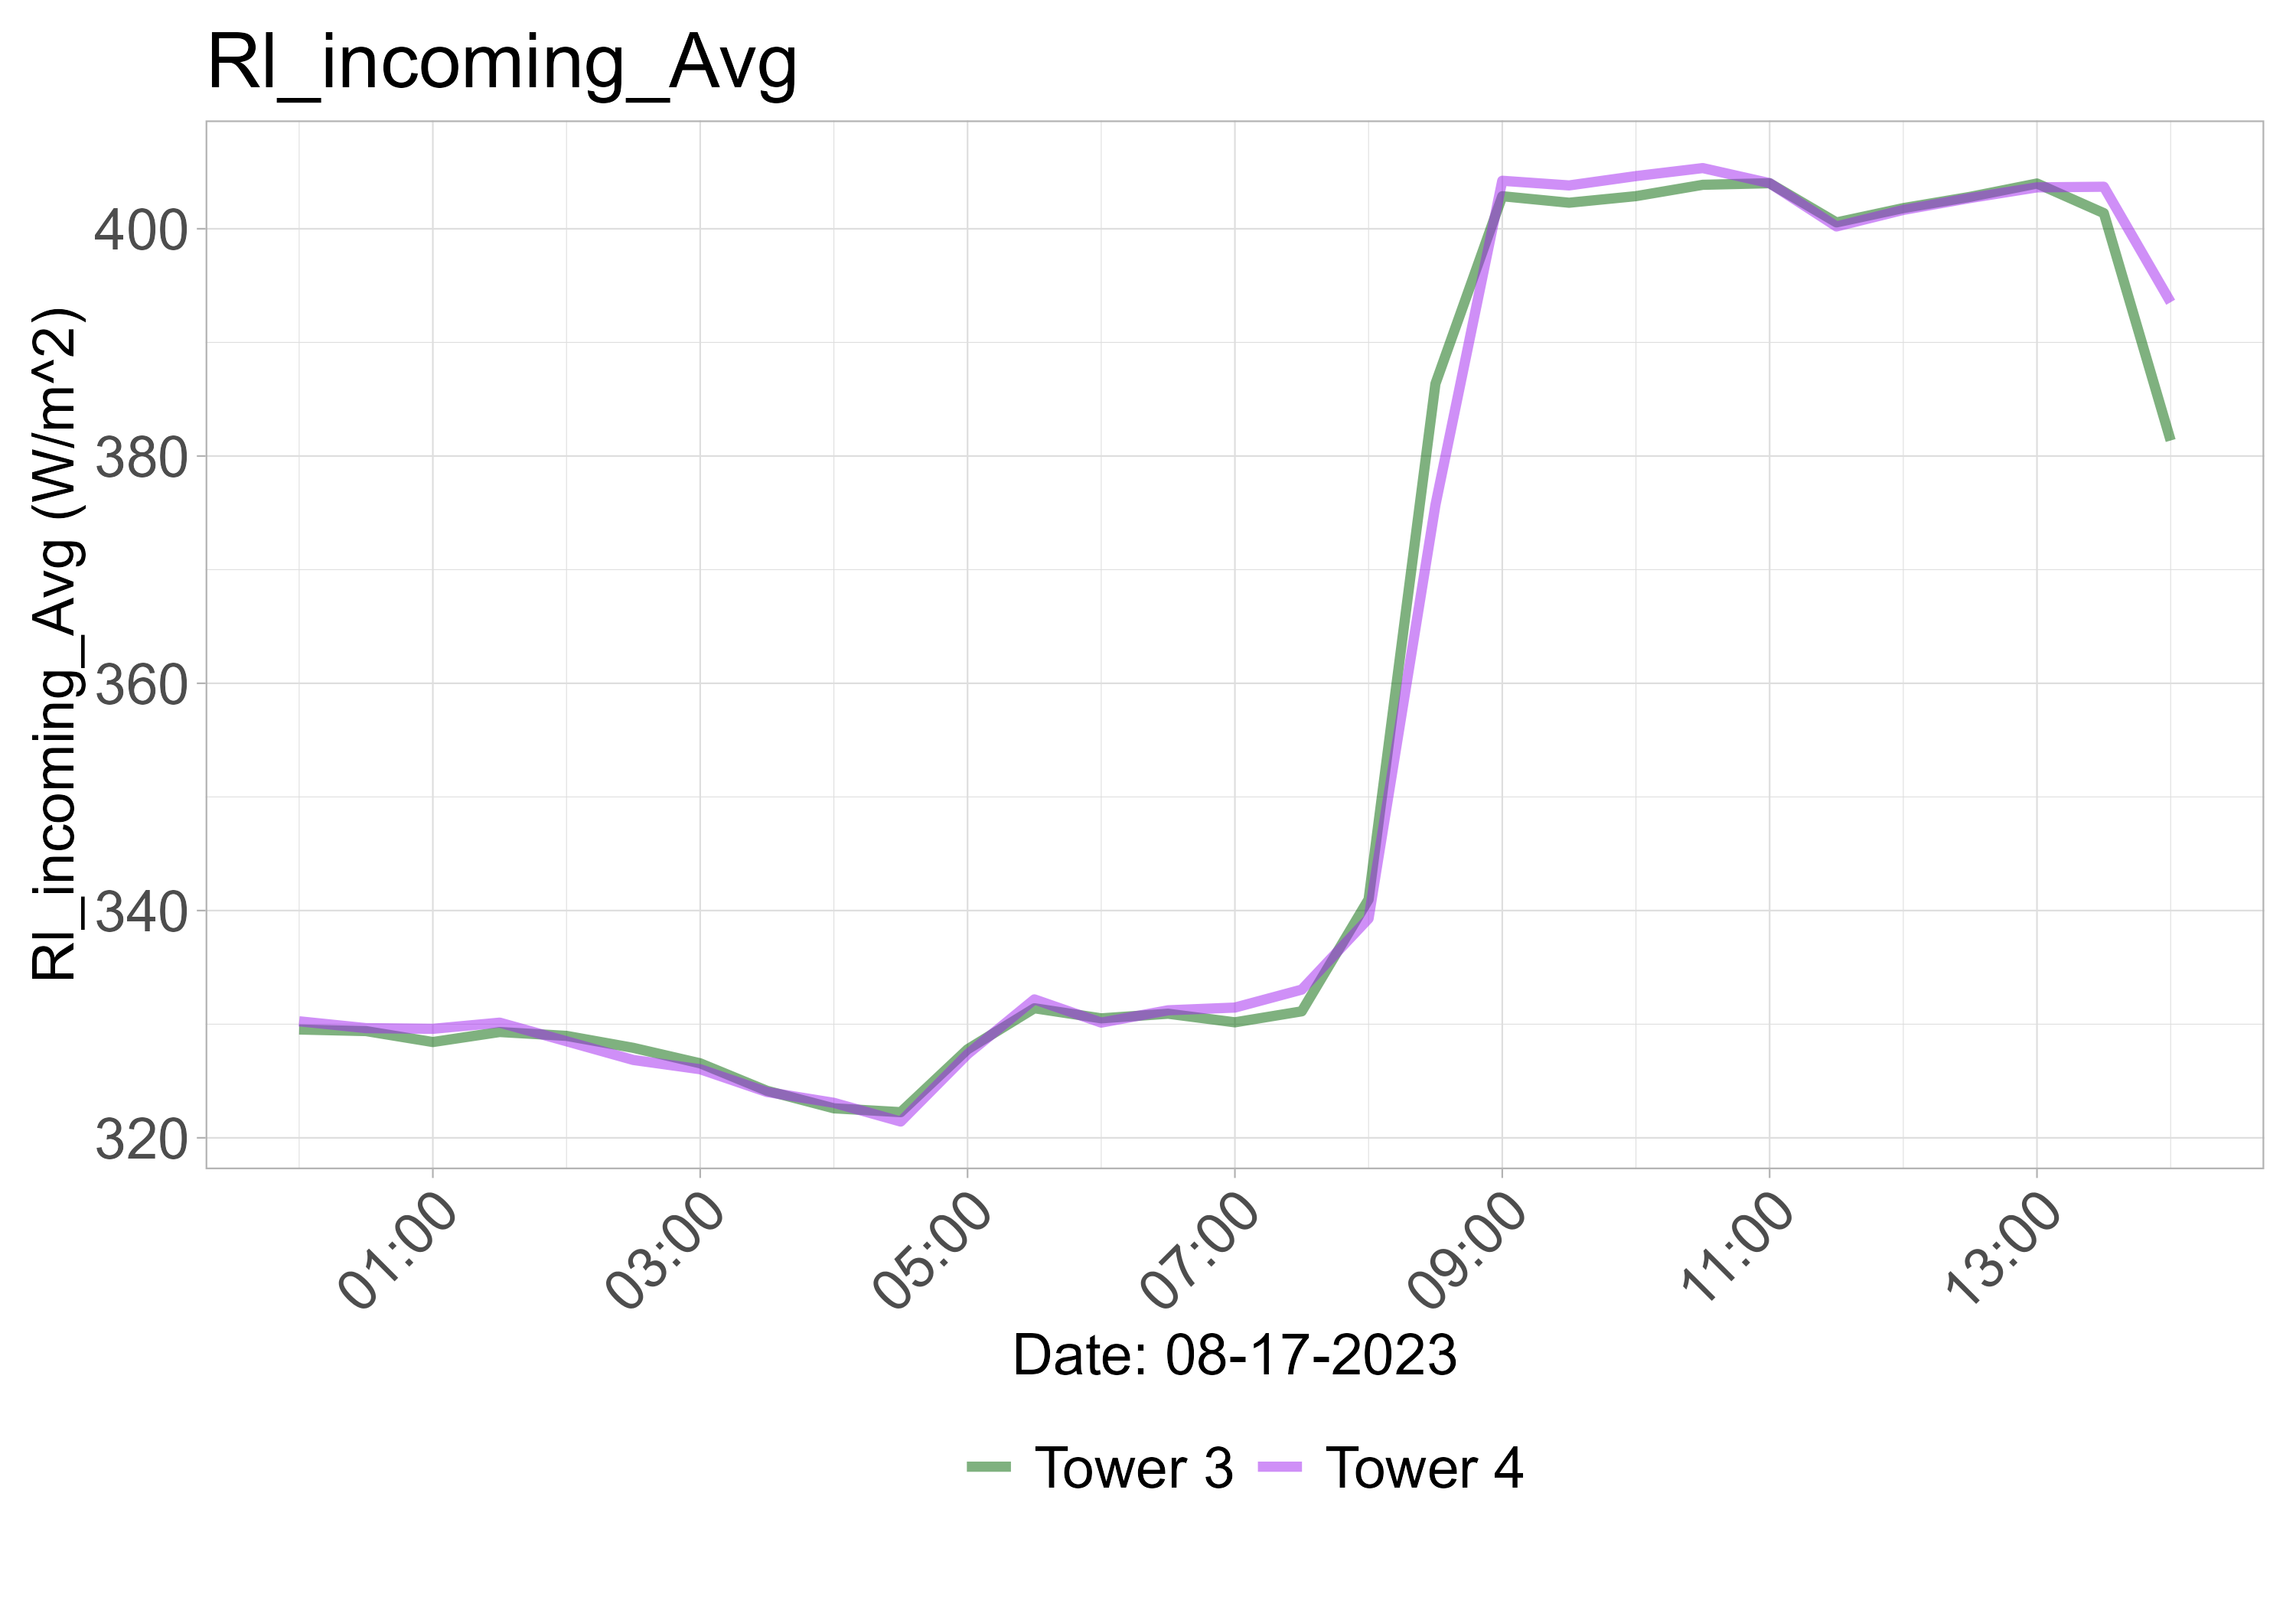 Rl_incoming_Avg
Rl_incoming_Avg (W/m^2)
400
380
360
340
320
01:00 03:00 05:00 07:00 09:00 11:00 13:00
Date: 08-17-2023
Tower 3 Tower 4